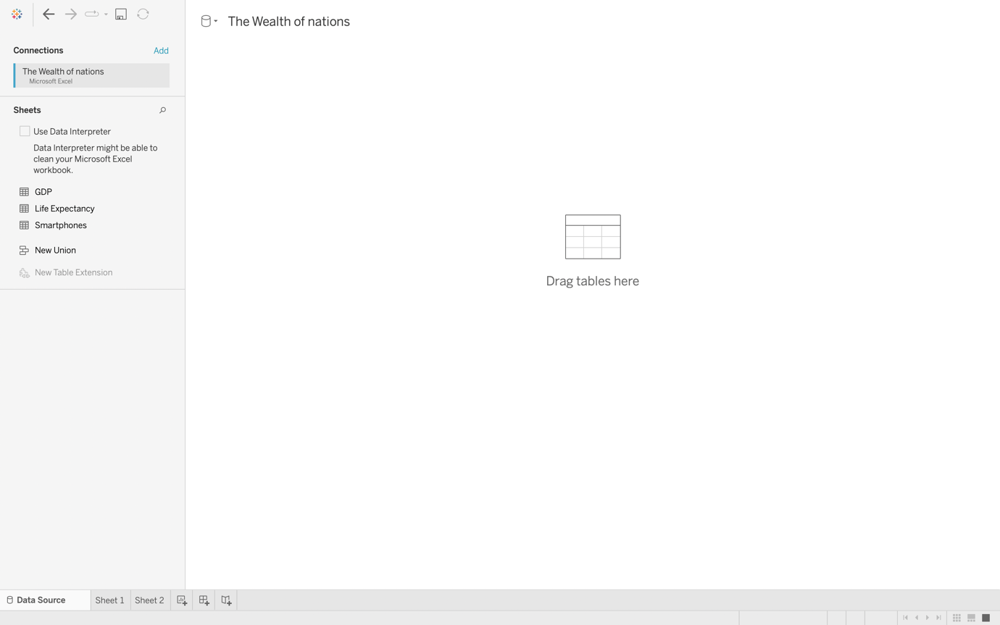 The Wealth of nations
Connections
Add
The Wealth of nations
Microsoft Excel
Sheets
Use Data Interpreter
Data Interpreter might be able to
clean your Microsoft Excel
workbook.
GDP
Life Expectancy
Smartphones
New Union
New Table Extension
Drag tables here
Data Source
Sheet 1
Sheet 2